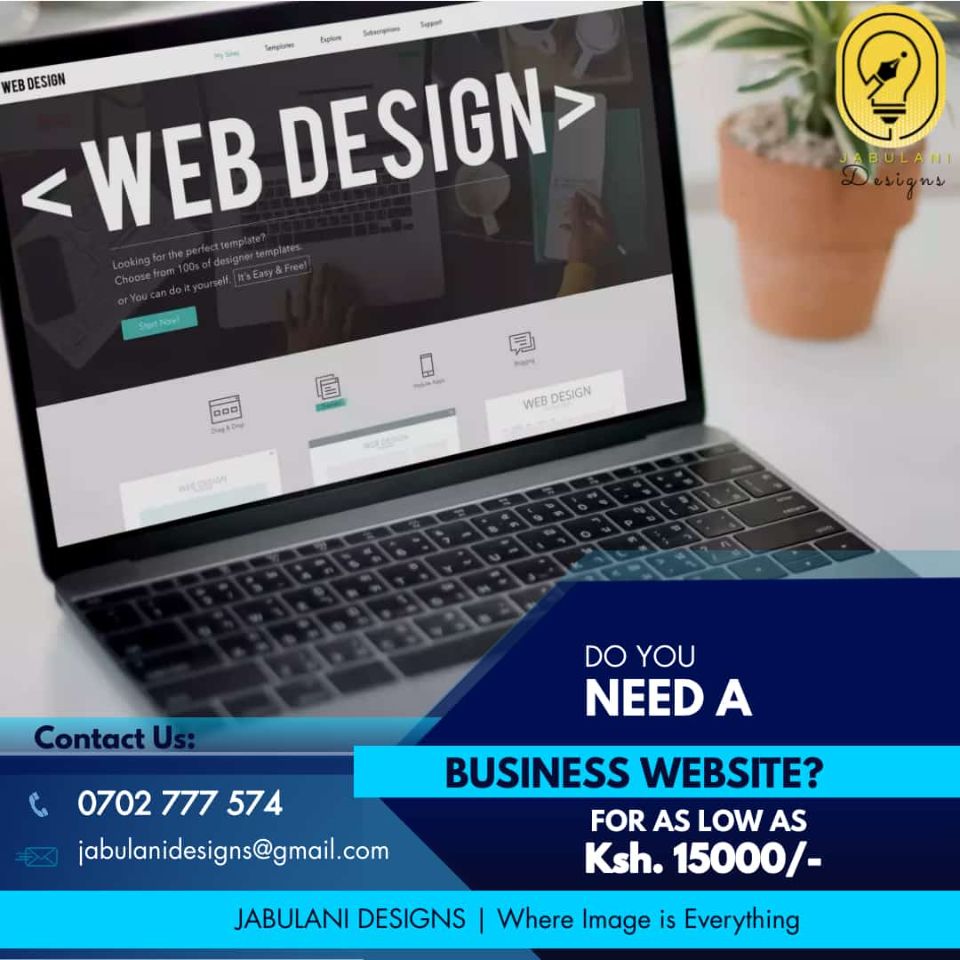 WEB DESIGN
My Sites Templates Explore Subscriptions Support
<WEB DESIGN>
Looking for the perfect template?
Choose from 100s of designer templates.
or You can do it yourself. It's Easy & Free!
Start Now!
Drag & Drop
Mobile Apps
Blogging
WEB DESIGN
WEB DESIGN
WEB DESIGN
JABULANI
Designs
DO YOU
NEED A
BUSINESS WEBSITE?
FOR AS LOW AS
Ksh. 15000/-
Contact Us:
0702 777 574
jabulanidesigns@gmail.com
JABULANI DESIGNS | Where Image is Everything